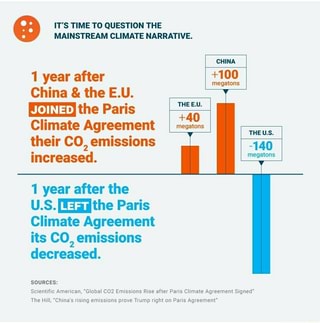 IT'S TIME TO QUESTION THE
MAINSTREAM CLIMATE NARRATIVE.
1 year after
China & the E.U.
JOINED the Paris
Climate Agreement
their CO2 emissions
increased.
THE E.U.
+40
megatons
CHINA
+100
megatons
THE U.S.
-140
megatons
1 year after the
U.S. LEFT the Paris
Climate Agreement
its CO2 emissions
decreased.
SOURCES:
Scientific American, "Global CO2 Emissions Rise after Paris Climate Agreement Signed"
The Hill, "China's rising emissions prove Trump right on Paris Agreement"